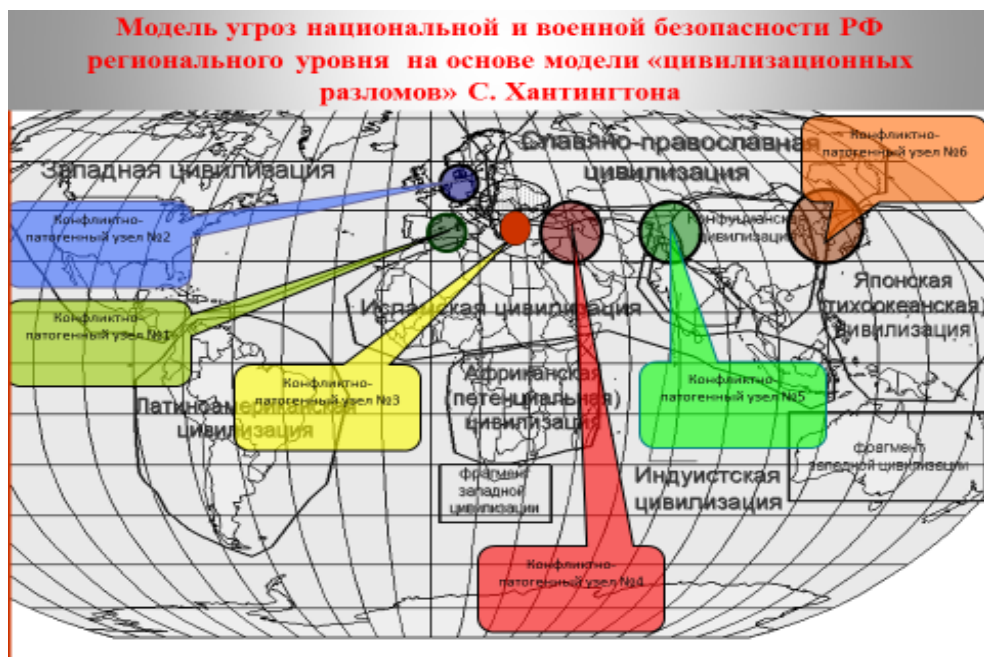 Модель угроз национальной и военной безопасности РФ
регионального уровня на основе модели «цивилизационных
разломов» С. Хантингтона
Западная цивилизация
Славяно-православная
цивилизация
Конфликтно-
патогенный узел №6
Конфликтно-
патогенный узел №2
Конфуцианская
цивилизация
Японская
(тихоокеанская)
цивилизация
Исламская цивилизация
Конфликтно-
патогенный узел №1
Конфликтно-
патогенный узел №3
Африканская
(потенциальная)
цивилизация
Конфликтно-
патогенный узел №5
Латиноамериканская
цивилизация
фрагмент
западной цивилизации
фрагмент
западной
цивилизации
Индуистская
цивилизация
Конфликтно-
патогенный узел №4